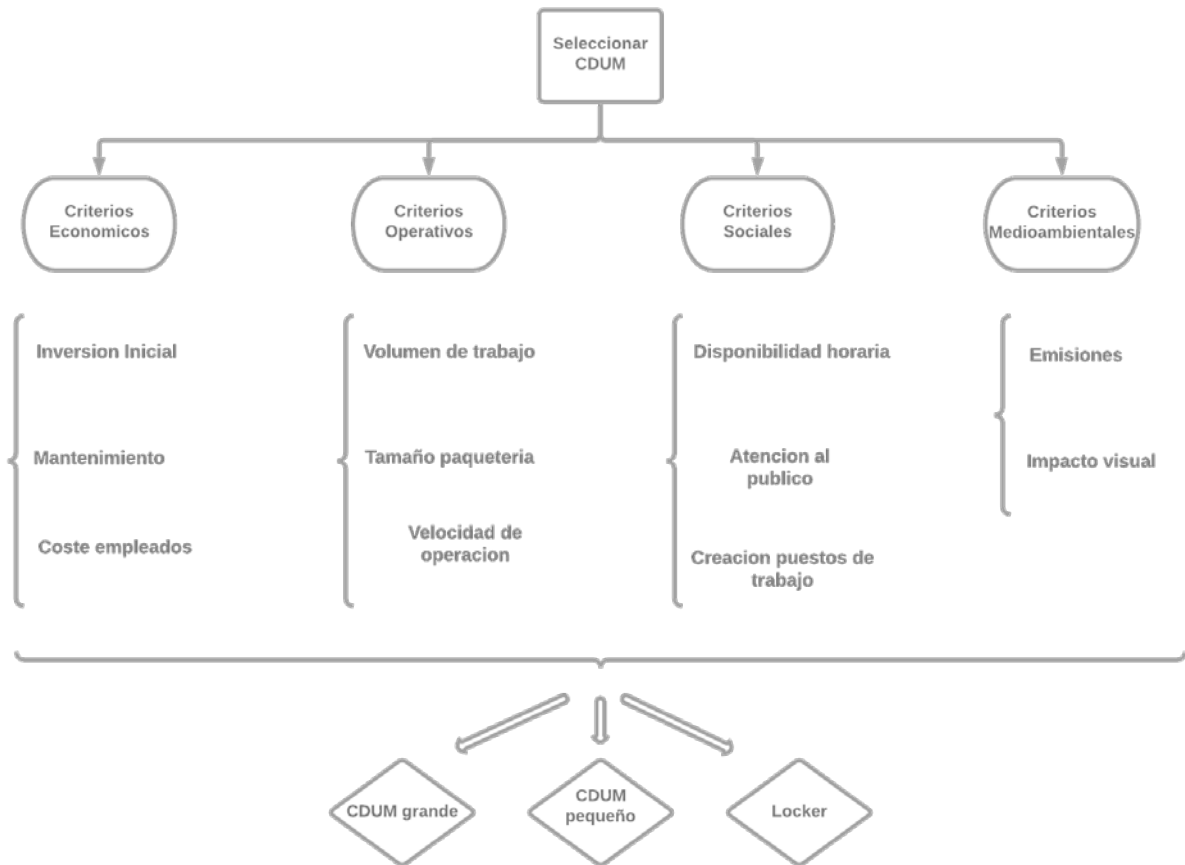 Seleccionar
CDUM
Criterios
Economicos
Criterios
Operativos
Criterios
Sociales
Criterios
Medioambientales
Inversion Inicial
Mantenimiento
Coste empleados
Volumen de trabajo
Tamaño paqueteria
Velocidad de
operacion
Disponibilidad horaria
Atencion al
publico
Creacion puestos de
trabajo
Emisiones
Impacto visual
CDUM grande
CDUM
pequeño
Locker